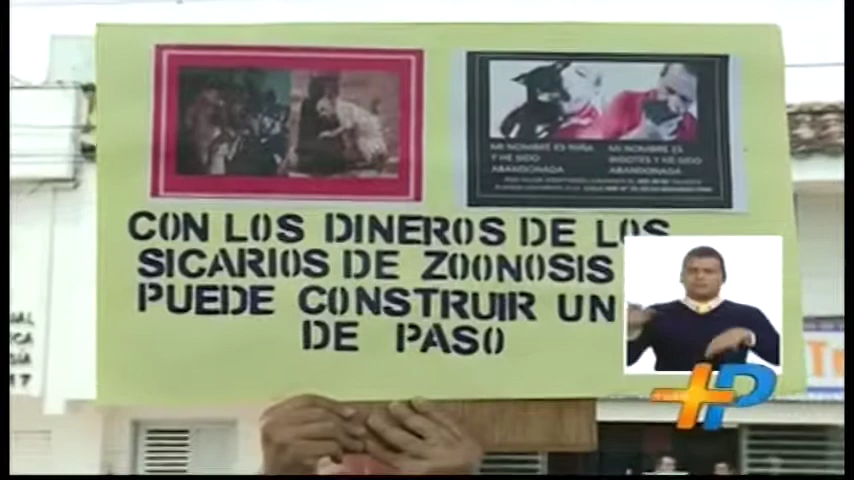 MI NOMBRE ES NIÑA
Y HE SIDO
ABANDONADA
MI NOMBRE ES
BIGOTES Y HE SIDO
ABANDONADA
CON LOS DINEROS DE LOS
SICARIOS DE ZOONOSIS
PUEDE CONSTRUIR UN
DE PASO
+P